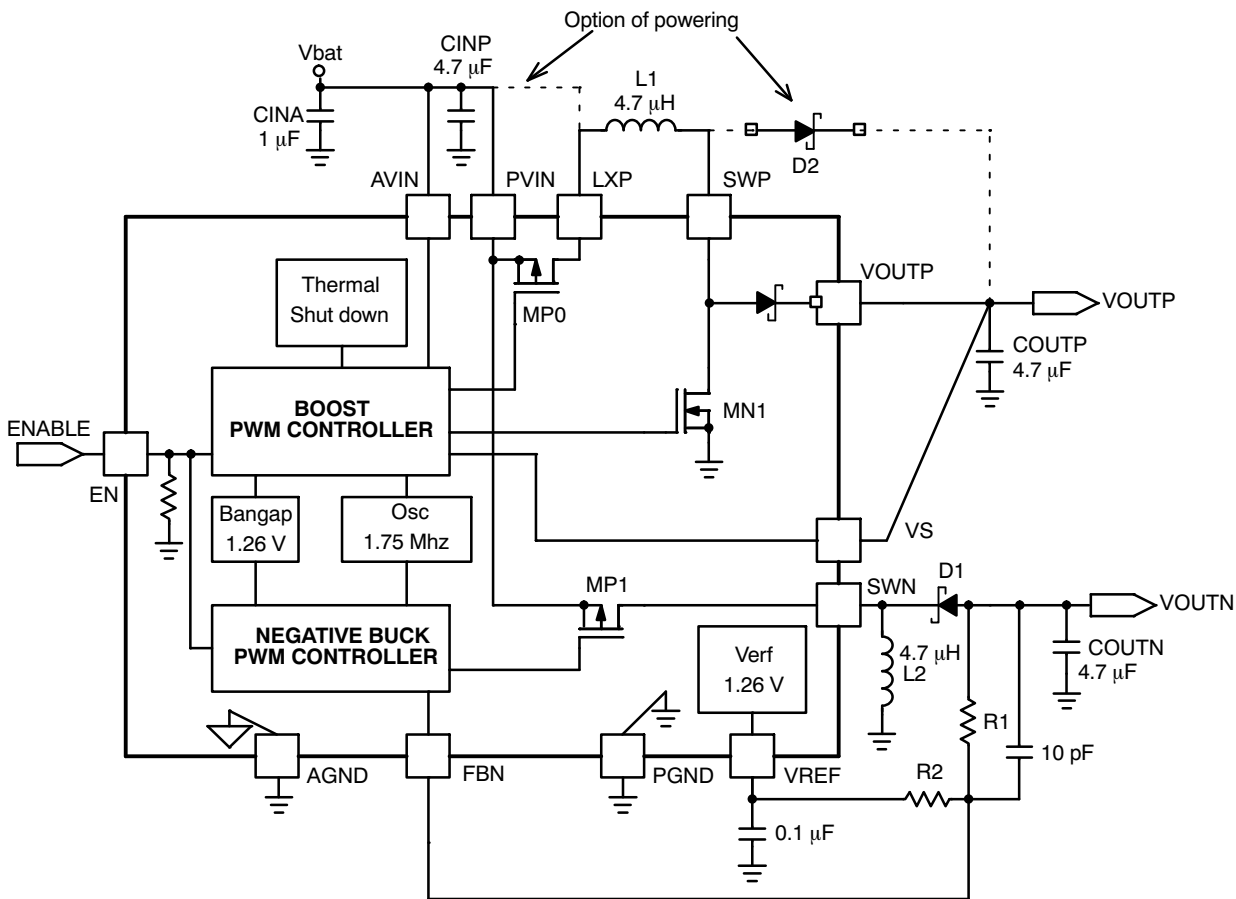 Option of powering
Vbat
CINP
4.7 μF
L1
4.7 μH
CINA
1 μF
D2
AVIN
PVIN
LXP
SWP
Thermal
Shut down
MP0
VOUTP
VOUTP
COUTP
4.7 μF
BOOST
PWM CONTROLLER
MN1
ENABLE
EN
Bangap
1.26 V
Osc
1.75 Mhz
VS
MP1
SWN
D1
VOUTN
NEGATIVE BUCK
PWM CONTROLLER
Verf
1.26 V
4.7 μH
L2
COUTN
4.7 μF
R1
10 pF
AGND
FBN
PGND
VREF
R2
0.1 μF